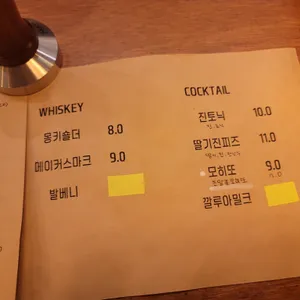 WHISKEY
몽키숄더 8.0
메이커스마크 9.0
발베니
COCKTAIL
진토닉 10.0
딸기진피즈 11.0
모히또 9.0
깔루아밀크